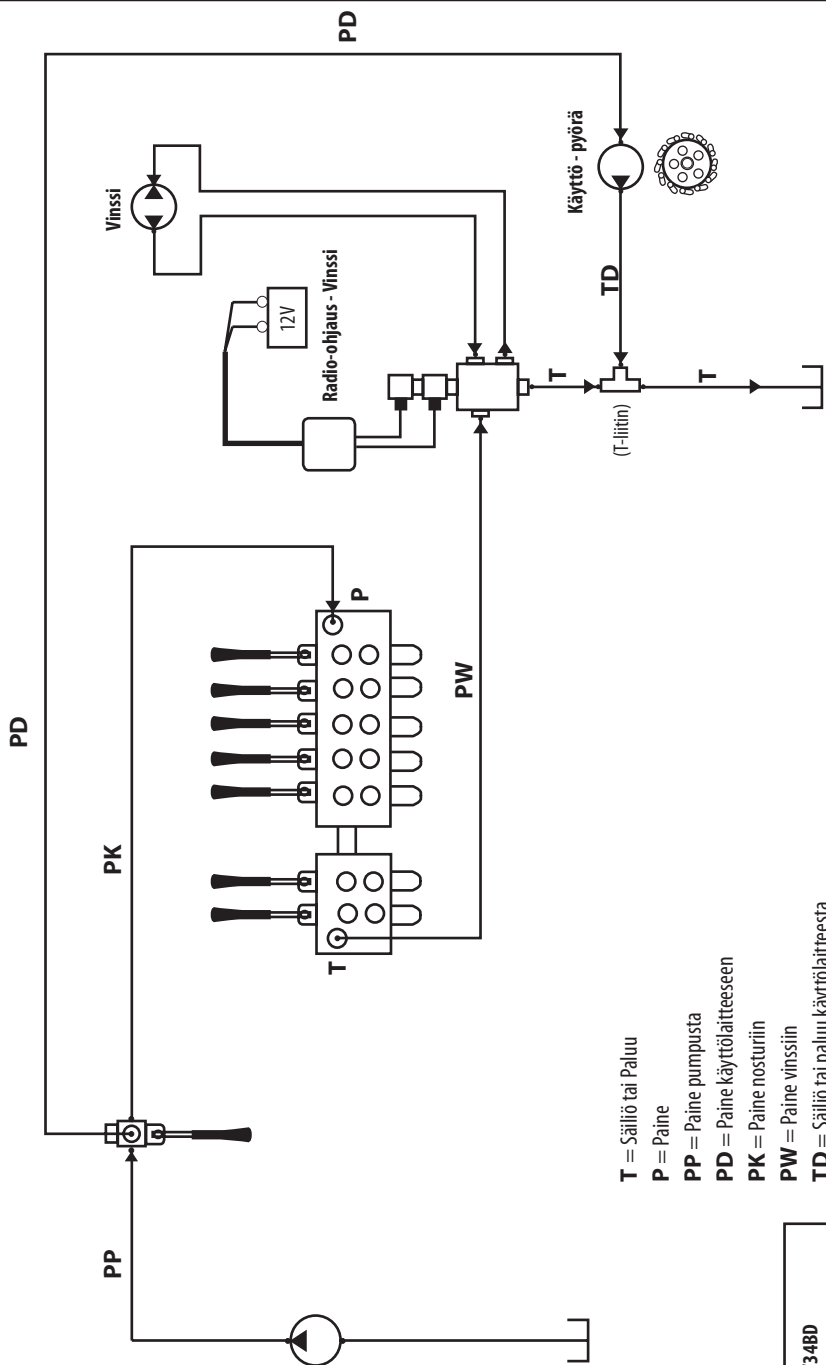 PD
PD
Vinssi
12V
Radio-ohjaus - Vinssi
Käyttö - pyörä
TD
T
(T-liitin)
T
PK
P
PW
T
PP
T = Säiliö tai Paluu
P = Paine
PP = Paine pumpusta
PD = Paine käyttölaitteeseen
PK = Paine nosturiin
PW = Paine vinssiin
TD = Säiliö tai paluu käyttölaitteesta
34BD